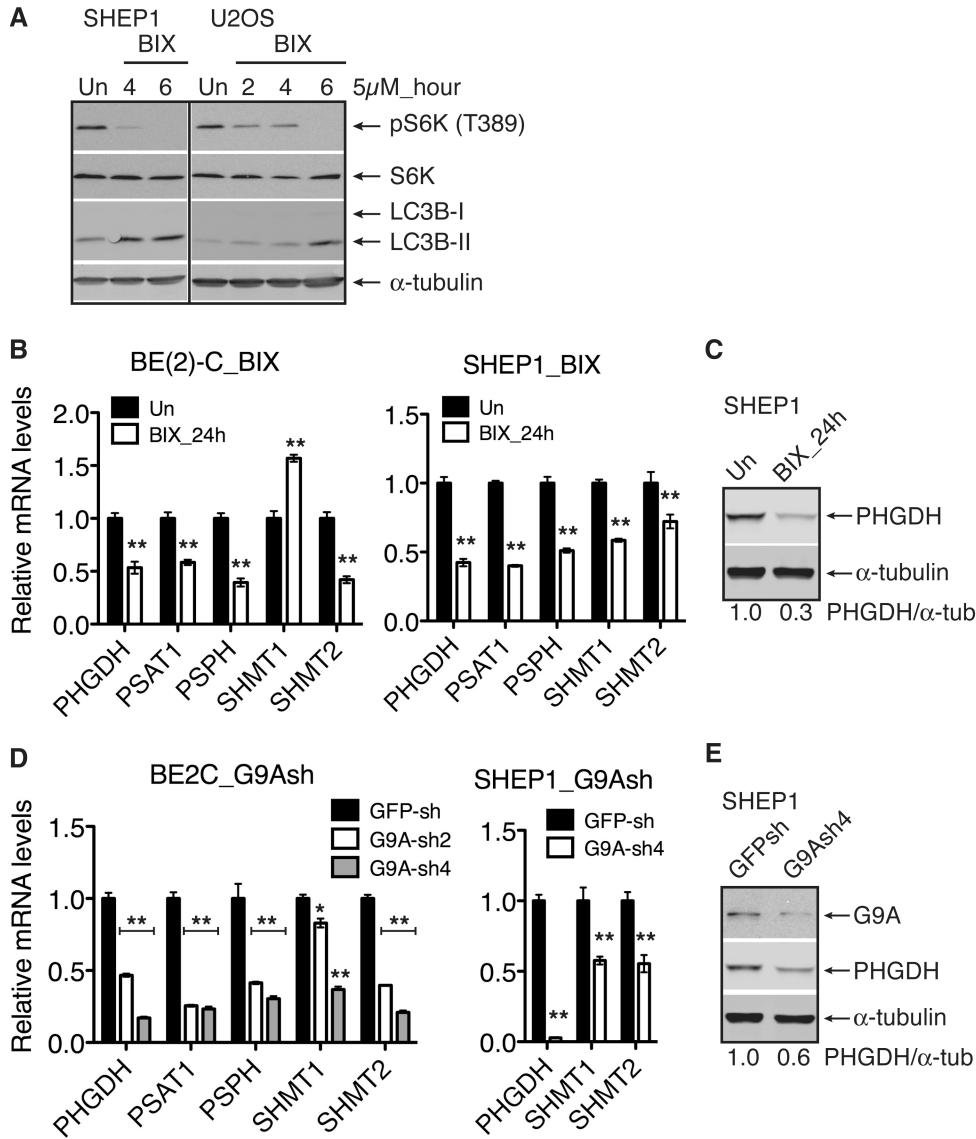 A
SHEP1 U2OS
BIX BIX
Un 4 6 Un 2 4 6 5µM_hour
pS6K (T389)
S6K
LC3B-I
LC3B-II
α-tubulin
B
BE(2)-C_BIX
Relative mRNA levels
2.0
1.5
1.0
0.5
0.0
Un
BIX_24h
** ** ** ** **
PHGDH PSAT1 PSPH SHMT1 SHMT2
SHEP1_BIX
1.5
1.0
0.5
0.0
Un
BIX_24h
** ** ** ** **
PHGDH PSAT1 PSPH SHMT1 SHMT2
C
SHEP1
Un BIX_24h
PHGDH
α-tubulin
1.0 0.3 PHGDH/α-tub
D
BE2C_G9Ash
Relative mRNA levels
1.5
1.0
0.5
0.0
GFP-sh
G9A-sh2
G9A-sh4
** ** ** * ** **
PHGDH PSAT1 PSPH SHMT1 SHMT2
SHEP1_G9Ash
1.5
1.0
0.5
0.0
GFP-sh
G9A-sh4
** ** **
PHGDH SHMT1 SHMT2
E
SHEP1
GFPsh G9Ash4
G9A
PHGDH
α-tubulin
1.0 0.6 PHGDH/α-tub